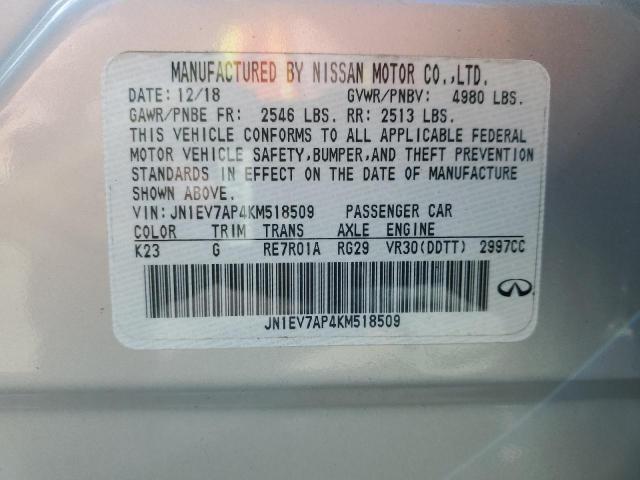 MANUFACTURED BY NISSAN MOTOR CO.,LTD.
DATE: 12/18 GVWR/PNBV: 4980 LBS.
GAWR/PNBE FR: 2546 LBS. RR: 2513 LBS.
THIS VEHICLE CONFORMS TO ALL APPLICABLE FEDERAL
MOTOR VEHICLE SAFETY,BUMPER,AND THEFT PREVENTION
STANDARDS IN EFFECT ON THE DATE OF MANUFACTURE
SHOWN ABOVE.
VIN: JN1EV7AP4KM518509 PASSENGER CAR
COLOR TRIM TRANS AXLE ENGINE
K23 G RE7R01A RG29 VR30(DDTT) 2997CC
JN1EV7AP4KM518509